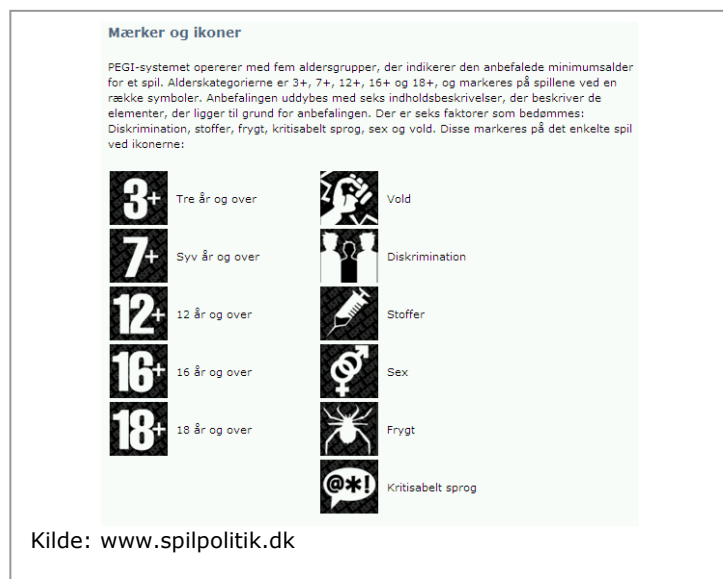 Mærker og ikoner
PEGI-systemet opererer med fem aldersgrupper, der indikerer den anbefalede minimumsalder
for et spil. Alderskategorierne er 3+, 7+, 12+, 16+ og 18+, og markeres på spillene ved en
række symboler. Anbefalingen uddybes med seks indholdsbeskrivelser, der beskriver de
elementer, der ligger til grund for anbefalingen. Der er seks faktorer som bedømmes:
Diskrimination, stoffer, frygt, kritisabelt sprog, sex og vold. Disse markeres på det enkelte spil
ved ikonerne:
3+ Tre år og over
Vold
7+ Syv år og over
Diskrimination
12+ 12 år og over
Stoffer
16+ 16 år og over
Sex
18+ 18 år og over
Frygt
@*! Kritisabelt sprog
Kilde: www.spilpolitik.dk